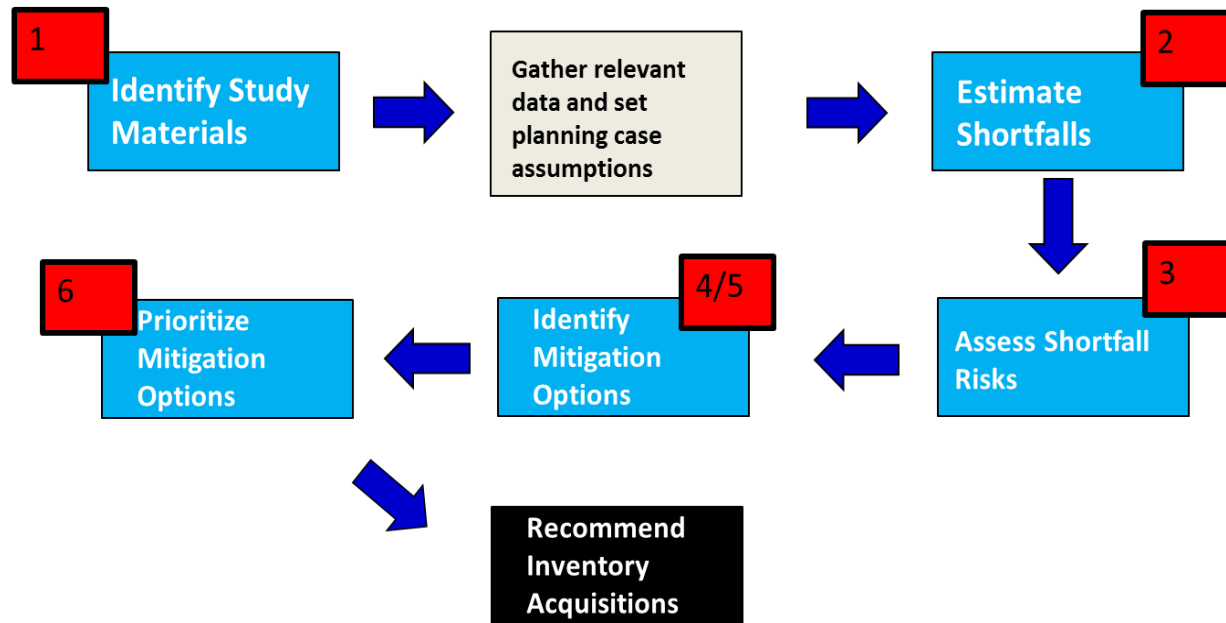 1
Identify Study
Materials
Gather relevant
data and set
planning case
assumptions
2
Estimate
Shortfalls
3
Assess Shortfall
Risks
4/5
Identify
Mitigation
Options
6
Prioritize
Mitigation
Options
Recommend
Inventory
Acquisitions